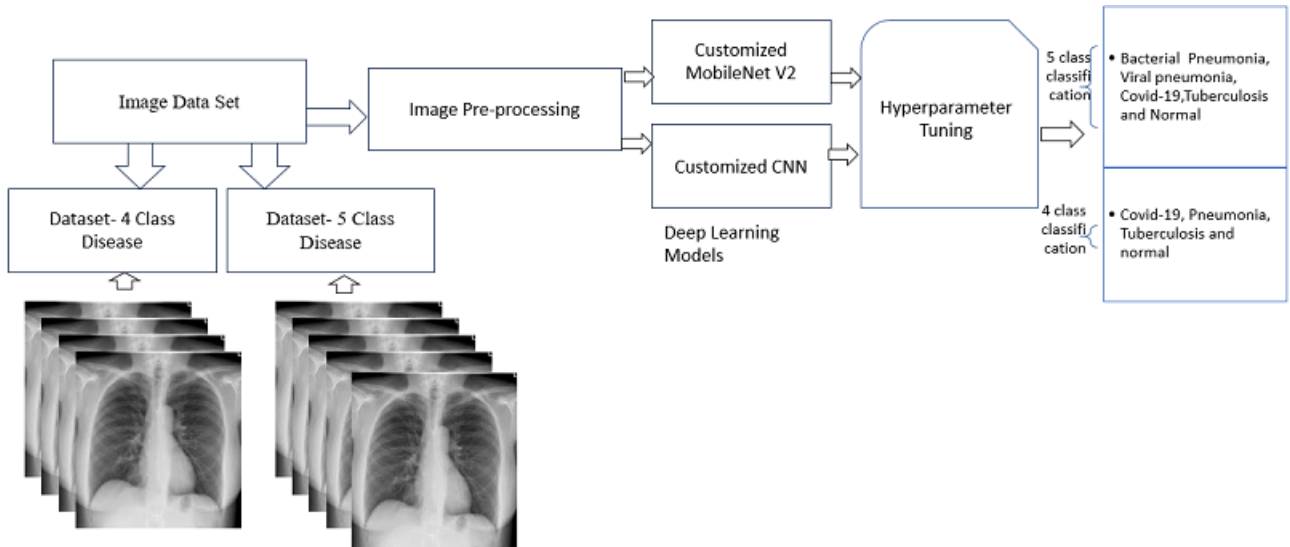 Image Data Set
Dataset- 4 Class
Disease
Dataset- 5 Class
Disease
Image Pre-processing
Customized
MobileNet V2
Customized CNN
Deep Learning
Models
Hyperparameter
Tuning
5 class
classifi
cation
• Bacterial Pneumonia,
Viral pneumonia,
Covid-19,Tuberculosis
and Normal
4 class
classifi
cation
• Covid-19, Pneumonia,
Tuberculosis and
normal